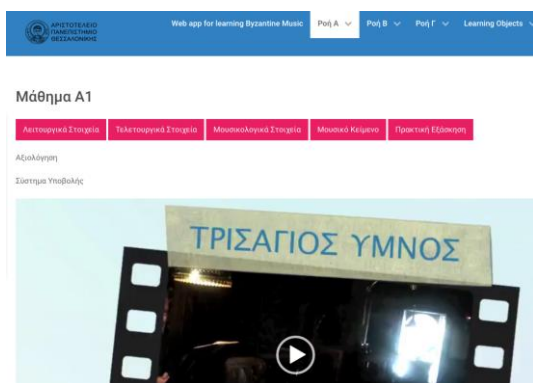 ΑΡΙΣΤΟΤΕΛΕΙΟ
ΠΑΝΕΠΙΣΤΗΜΙΟ
ΘΕΣΣΑΛΟΝΙΚΗΣ
Web app for learning Byzantine Music Ροή Α Ροή Β Ροή Γ Learning Objects
Μάθημα Α1
Λειτουργικά Στοιχεία Τελετουργικά Στοιχεία Μουσικολογικά Στοιχεία Μουσικό Κείμενο Πρακτική Εξάσκηση
Αξιολόγηση
Σύστημα Υποβολής
ΤΡΙΣΑΓΙΟΣ ΥΜΝΟΣ